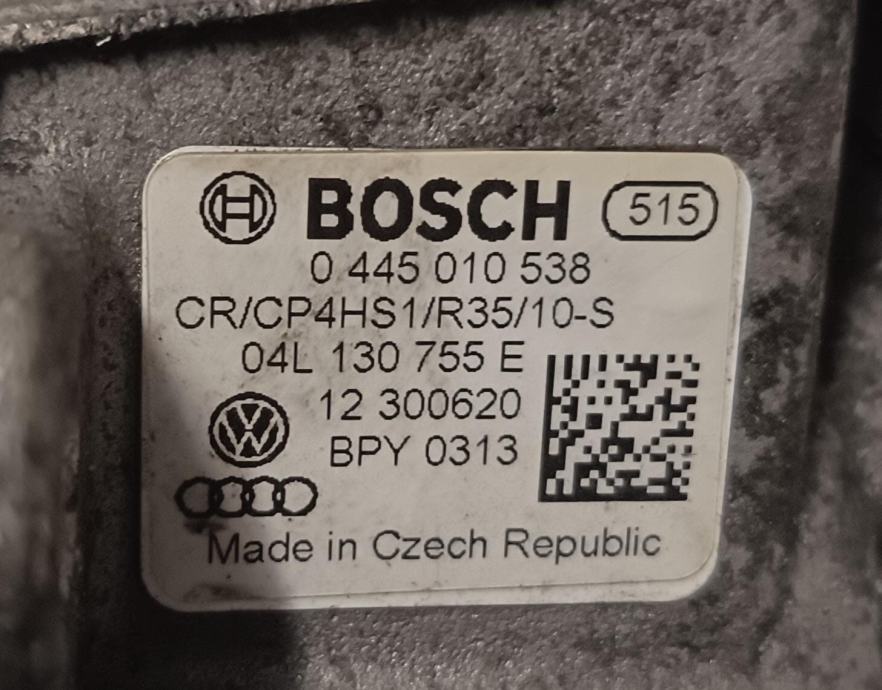 BOSCH 515
0 445 010 538
CR/CP4HS1/R35/10-S
04L 130 755 E
12 300620
BPY 0313
Made in Czech Republic